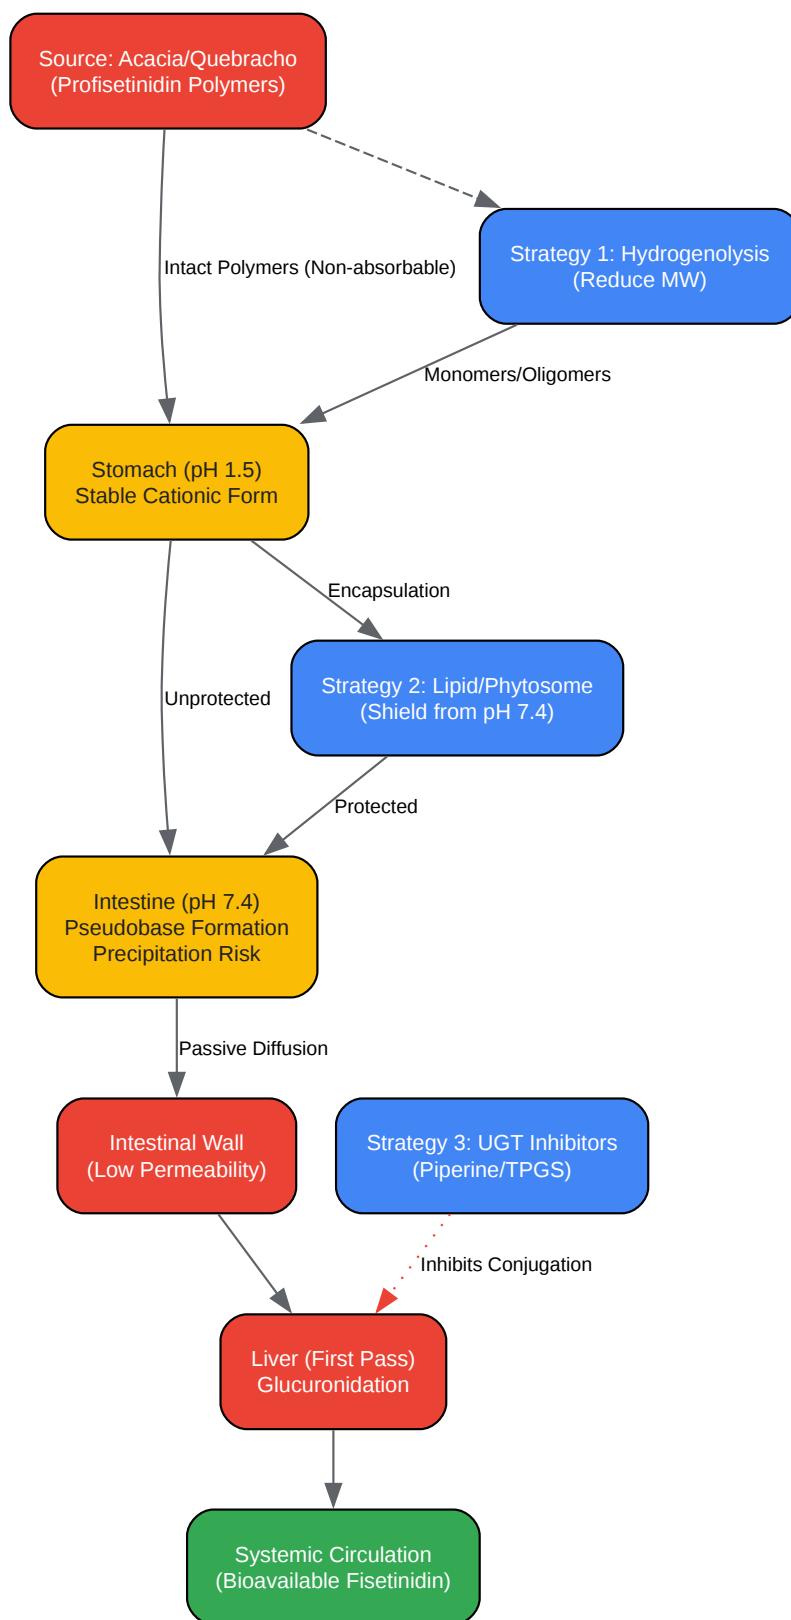 Source: Acacia/Quebracho
(Profisetinidin Polymers)
Strategy 1: Hydrogenolysis
(Reduce MW)
Intact Polymers (Non-absorbable)
Monomers/Oligomers
Stomach (pH 1.5)
Stable Cationic Form
Encapsulation
Strategy 2: Lipid/Phytosome
(Shield from pH 7.4)
Unprotected
Protected
Intestine (pH 7.4)
Pseudobase Formation
Precipitation Risk
Passive Diffusion
Intestinal Wall
(Low Permeability)
Strategy 3: UGT Inhibitors
(Piperine/TPGS)
Inhibits Conjugation
Liver (First Pass)
Glucuronidation
Systemic Circulation
(Bioavailable Fisetinidin)